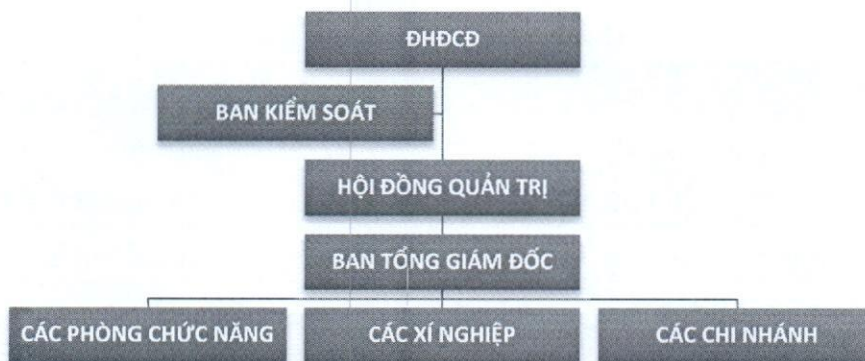 ĐHĐCĐ
BAN KIỂM SOÁT
HỘI ĐỒNG QUẢN TRỊ
BAN TỔNG GIÁM ĐỐC
CÁC PHÒNG CHỨC NĂNG
CÁC XÍ NGHIỆP
CÁC CHI NHÁNH